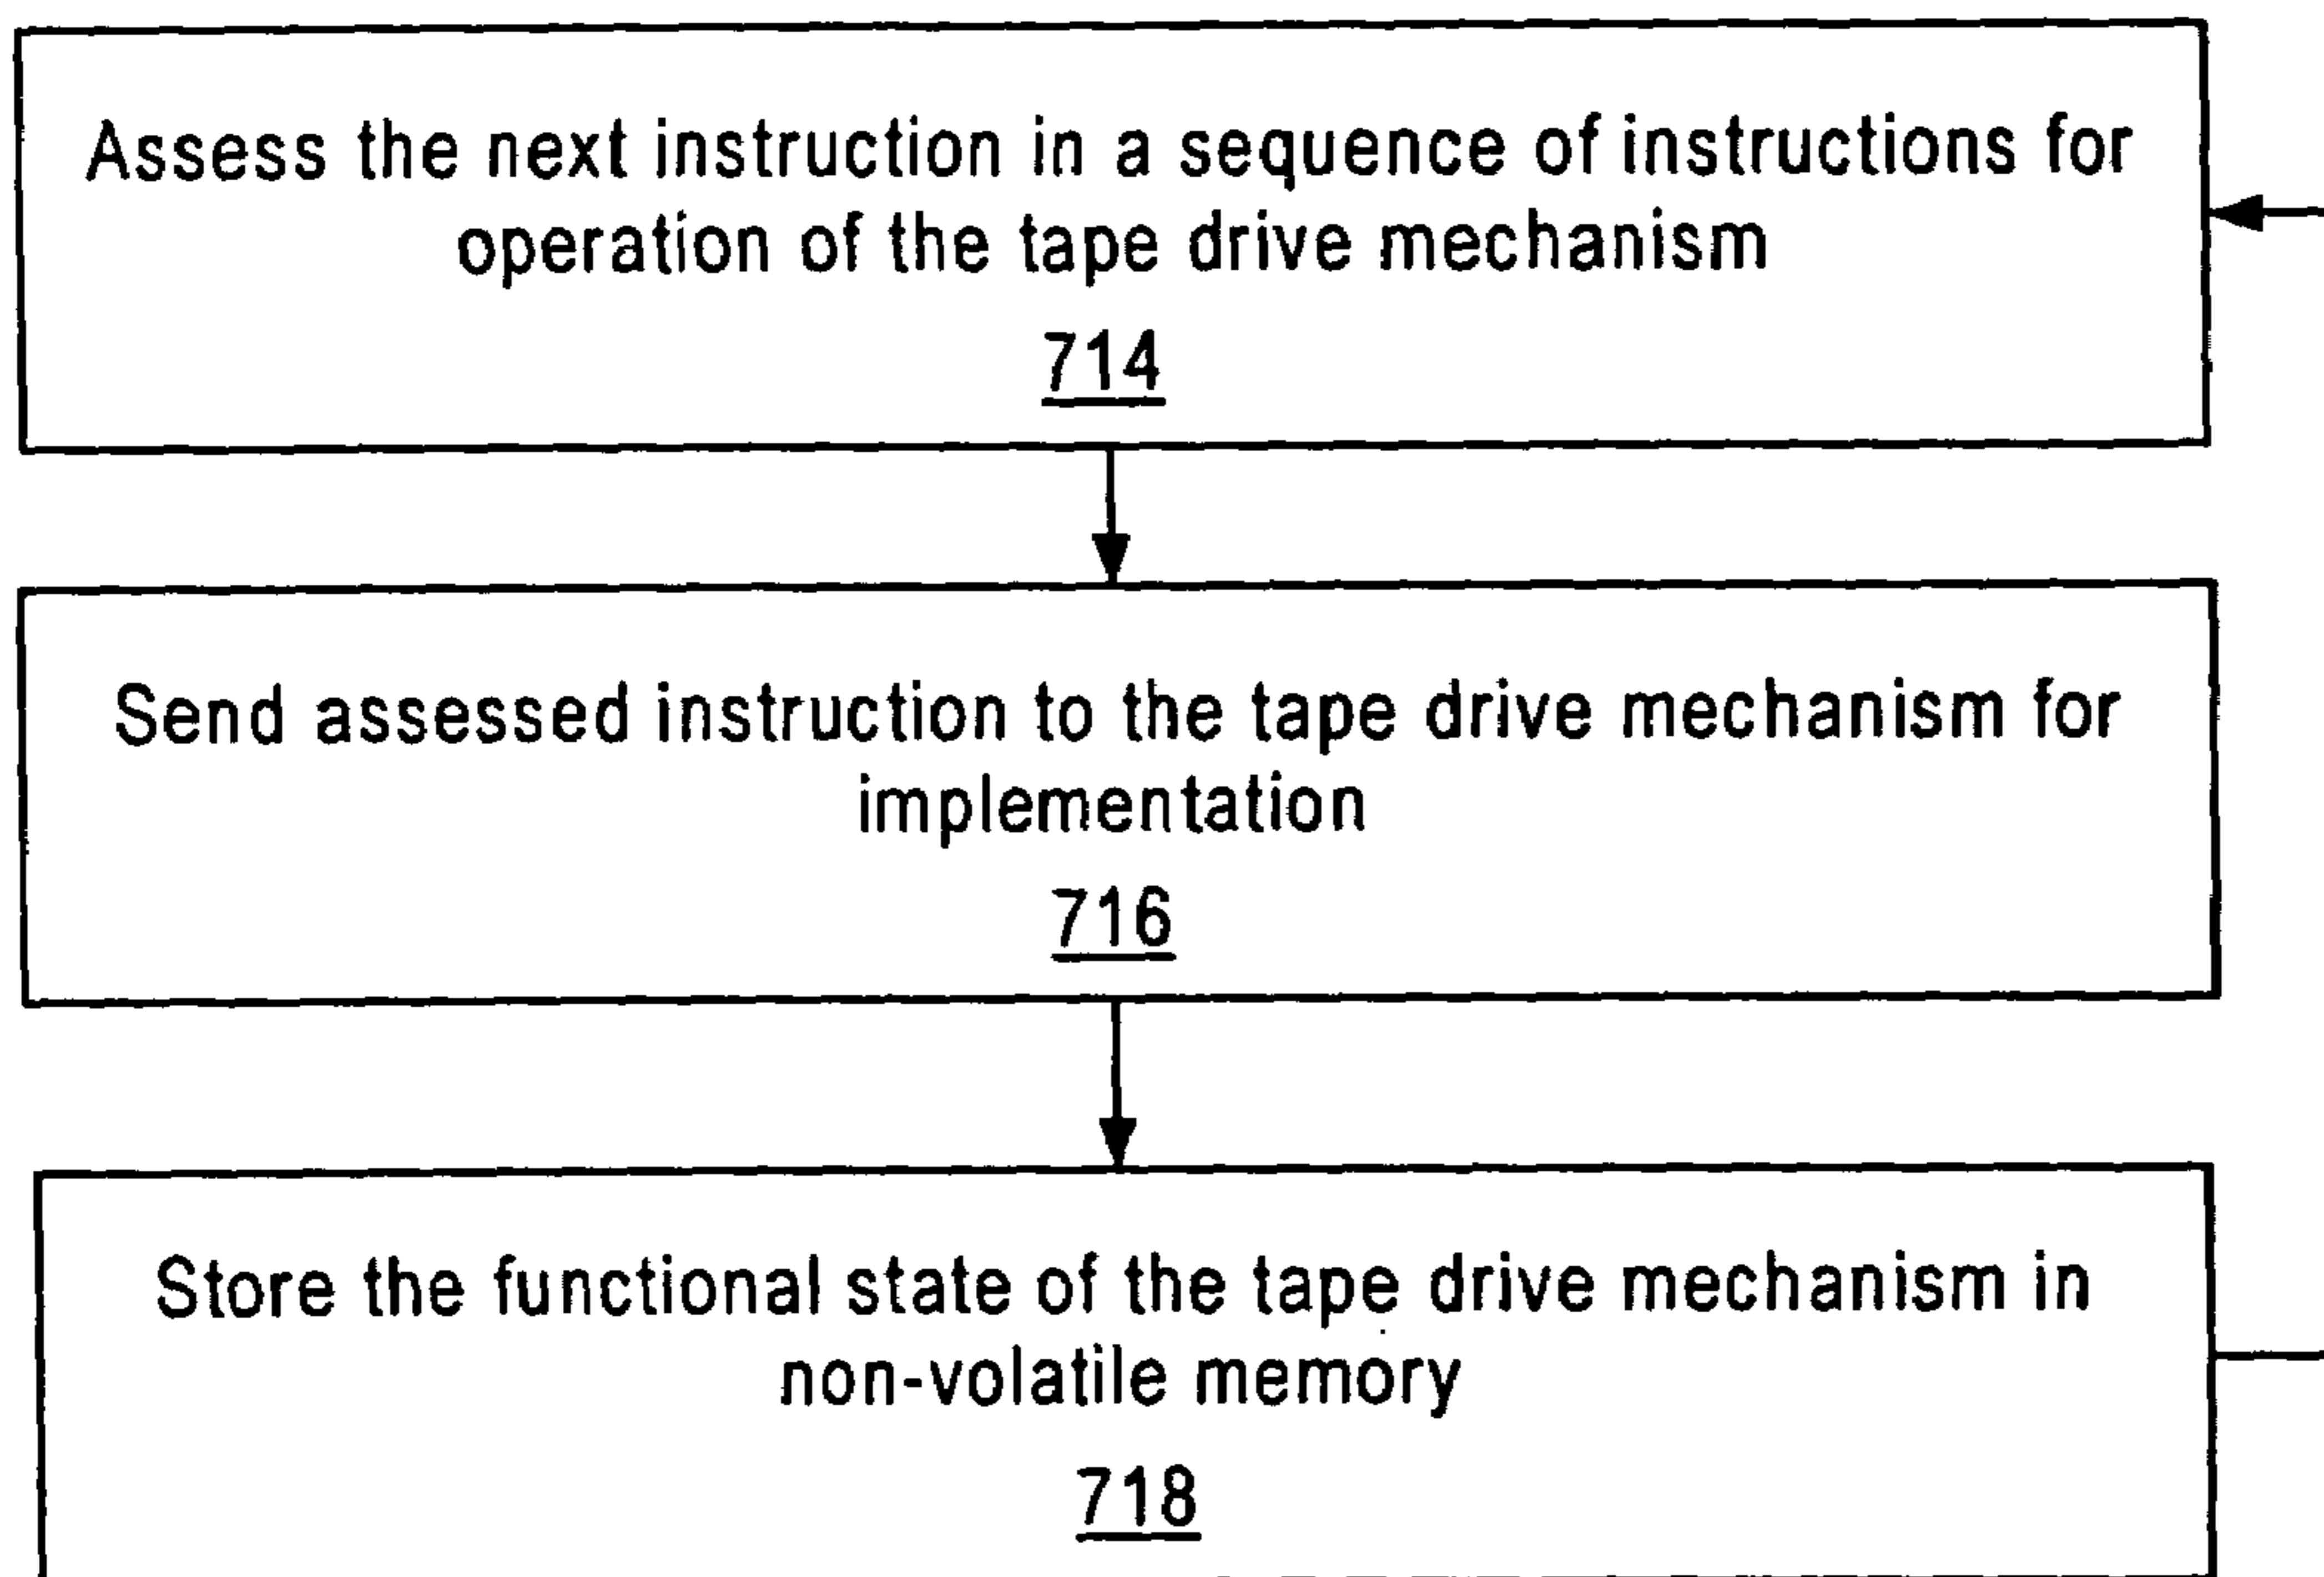 Assess the next instruction in a sequence of instructions for
operation of the tape drive mechanism
714
Send assessed instruction to the tape drive mechanism for
implementation
716
Store the functional state of the tape drive mechanism in
non-volatile memory
718